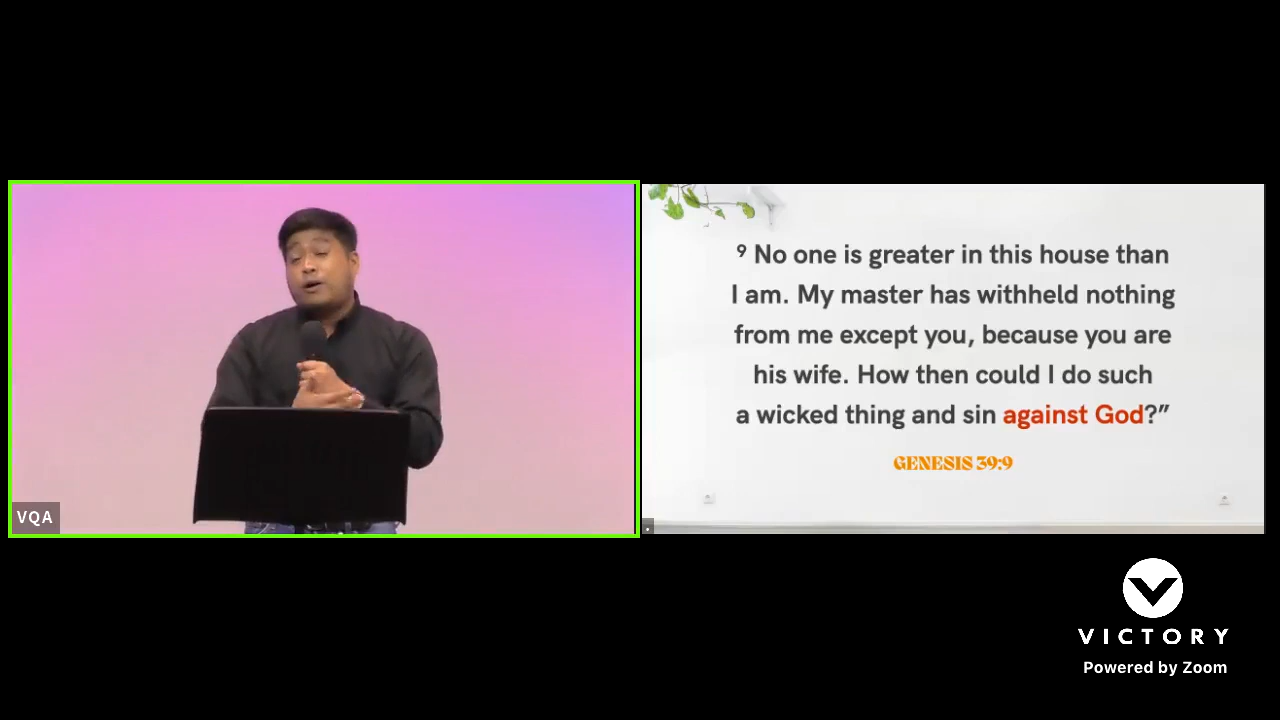 VQA
⁹ No one is greater in this house than
I am. My master has withheld nothing
from me except you, because you are
his wife. How then could I do such
a wicked thing and sin against God?”
GENESIS 39:9
VICTORY
Powered by Zoom